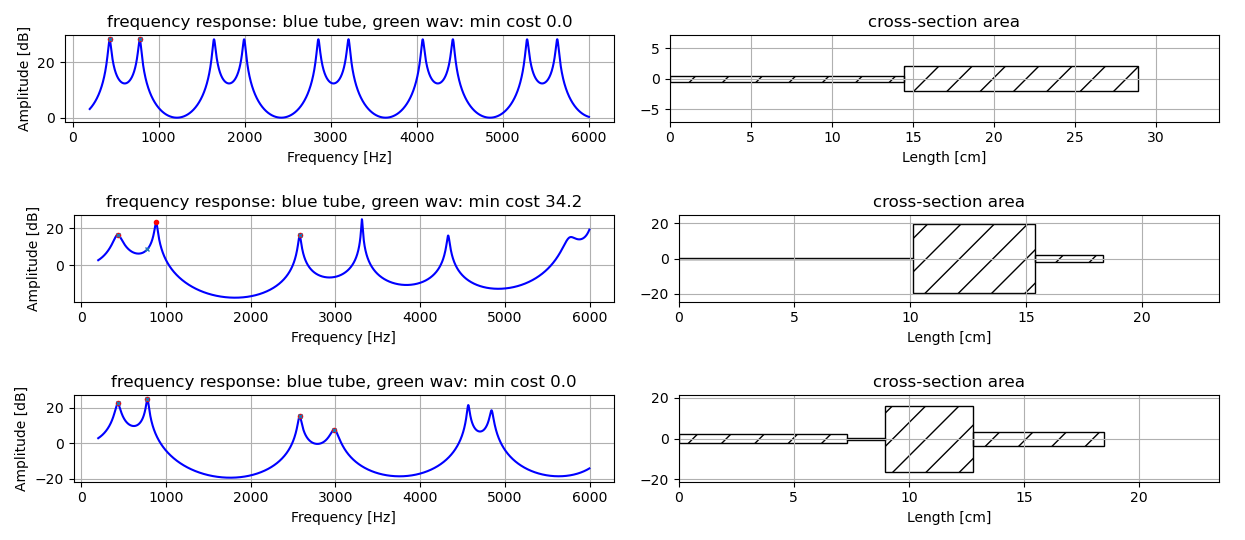 frequency response: blue tube, green wav: min cost 0.0
cross-section area
Amplitude [dB]
20
0
0 1000 2000 3000 4000 5000 6000
Frequency [Hz]
5
0
−5
0 5 10 15 20 25 30
Length [cm]
frequency response: blue tube, green wav: min cost 34.2
cross-section area
Amplitude [dB]
20
0
0 1000 2000 3000 4000 5000 6000
Frequency [Hz]
20
0
−20
0 5 10 15 20
Length [cm]
frequency response: blue tube, green wav: min cost 0.0
cross-section area
Amplitude [dB]
20
0
−20
0 1000 2000 3000 4000 5000 6000
Frequency [Hz]
20
0
−20
0 5 10 15 20
Length [cm]